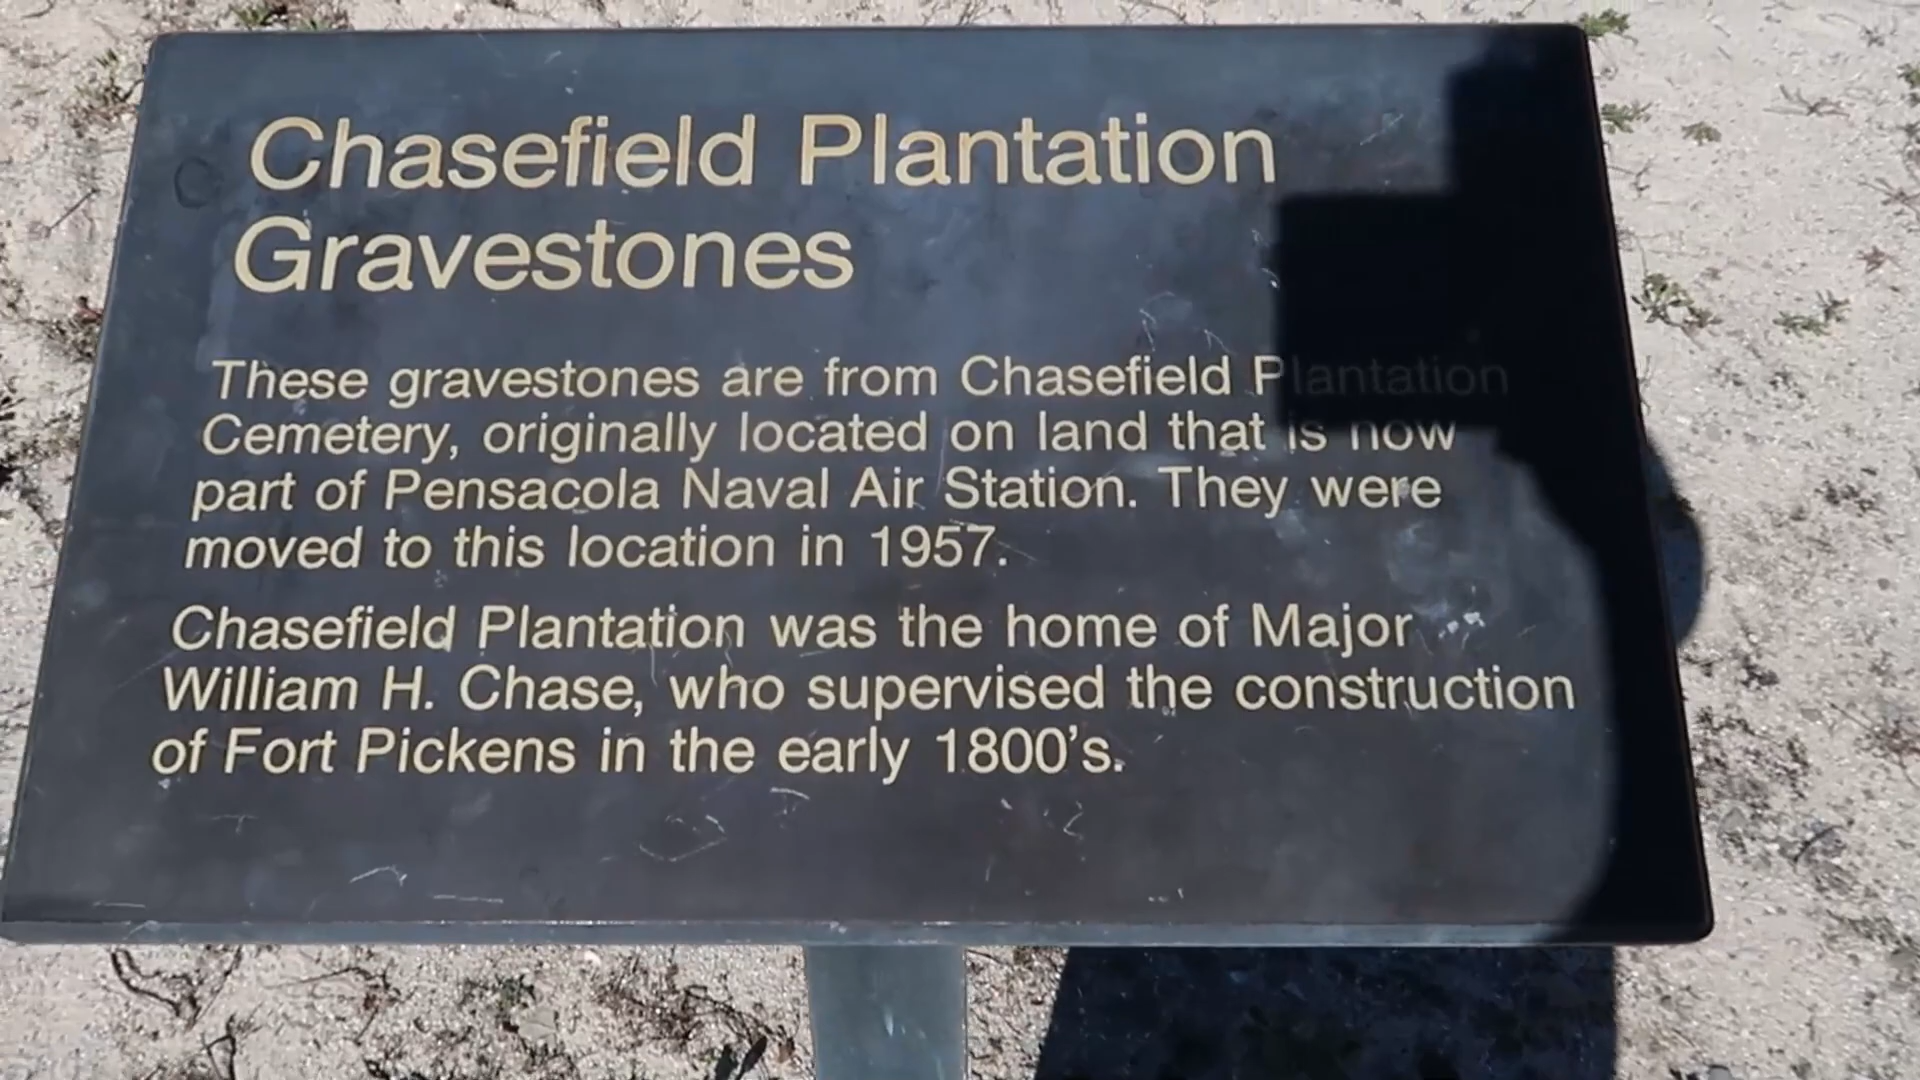 Chasefield Plantation
Gravestones
These gravestones are from Chasefield Plantation
Cemetery, originally located on land that is now
part of Pensacola Naval Air Station. They were
moved to this location in 1957.
Chasefield Plantation was the home of Major
William H. Chase, who supervised the construction
of Fort Pickens in the early 1800's.